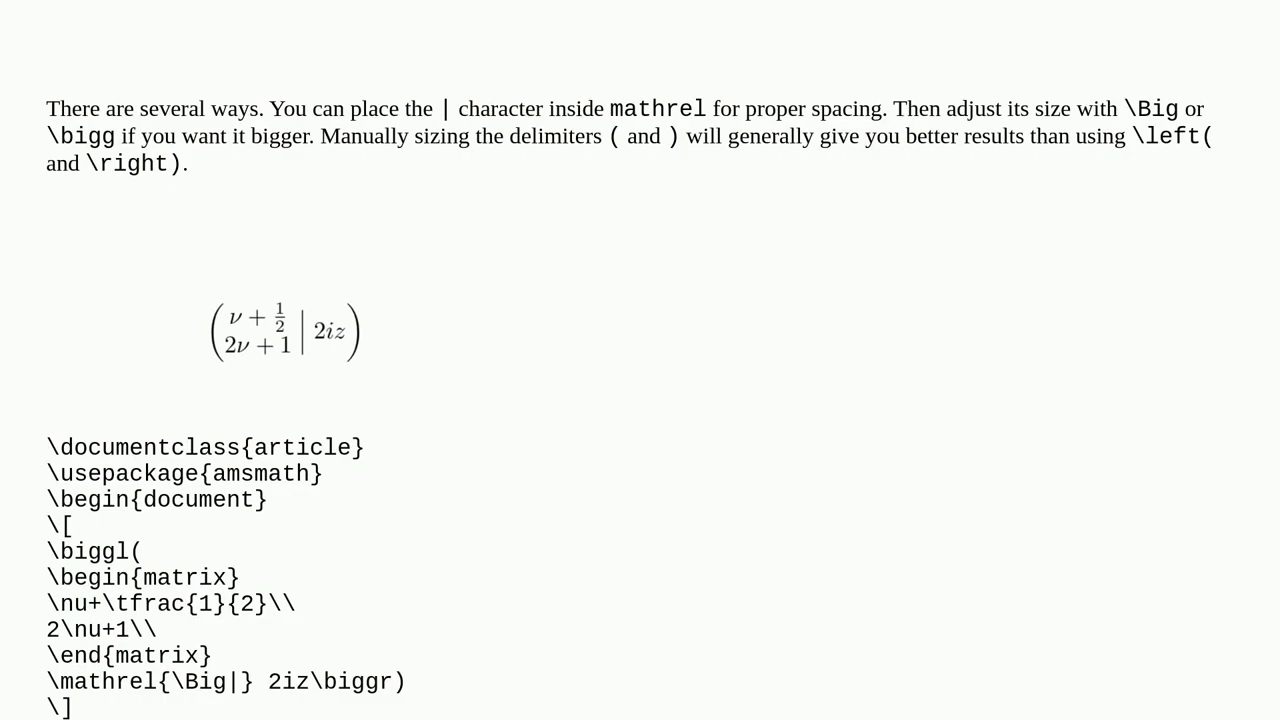 There are several ways. You can place the | character inside mathrel for proper spacing. Then adjust its size with \Big or
\bigg if you want it bigger. Manually sizing the delimiters ( and ) will generally give you better results than using \left(
and \right).
(ν + 1/2 | 2iz)
2ν + 1
\documentclass{article}
\usepackage{amsmath}
\begin{document}
\[
\biggl(
\begin{matrix}
\nu+\tfrac{1}{2}\\
2\nu+1\\
\end{matrix}
\mathrel{\Big|} 2iz\biggr)
\]